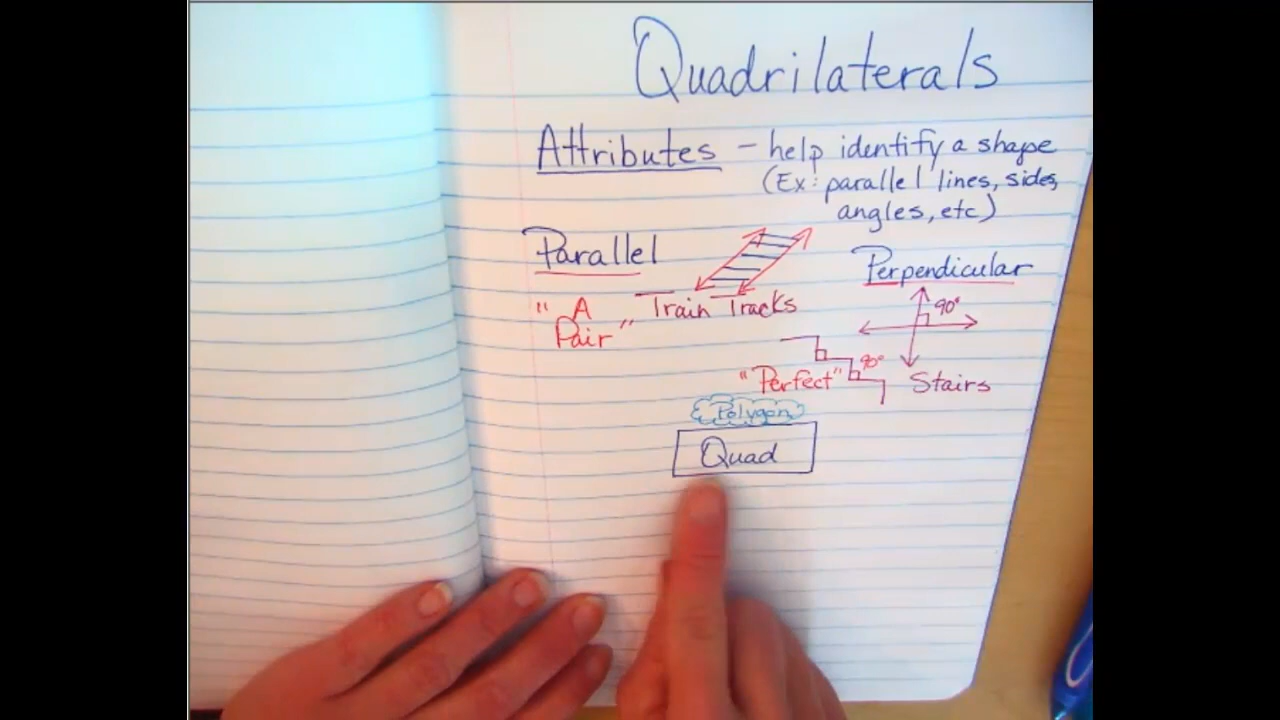 Quadrilaterals
Attributes - help identify a shape
(Ex: parallel lines, sides,
angles, etc)
Parallel
Perpendicular
"A
Pair"
Train Tracks
90°
90°
"Perfect"
Stairs
Polygon
Quad